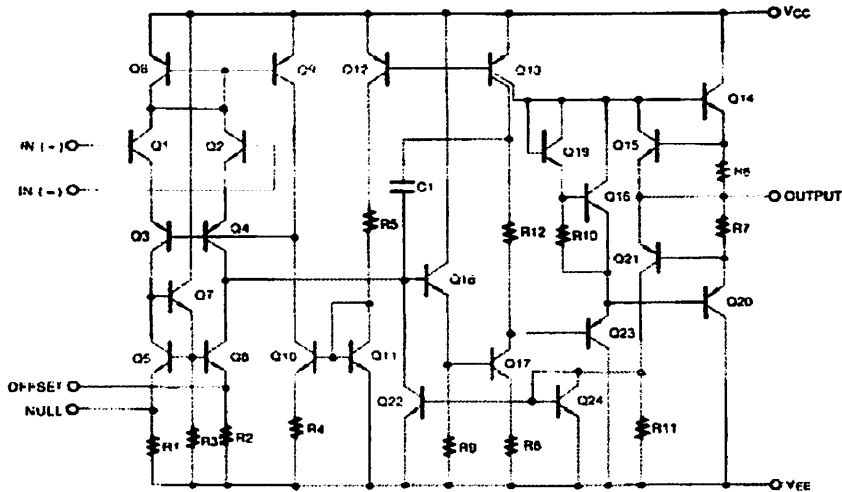 VCC
Q8
Q9
Q12
Q13
Q14
IN (-)
Q1
Q2
Q19
Q15
R6
IN (-)
C1
Q16
OUTPUT
Q3
Q4
R5
R12
R10
R7
Q21
Q7
Q18
Q20
Q23
Q5
Q6
Q10
Q11
Q17
OFFSET
NULL
Q22
Q24
R1
R3
R2
R4
R9
R8
R11
VEE